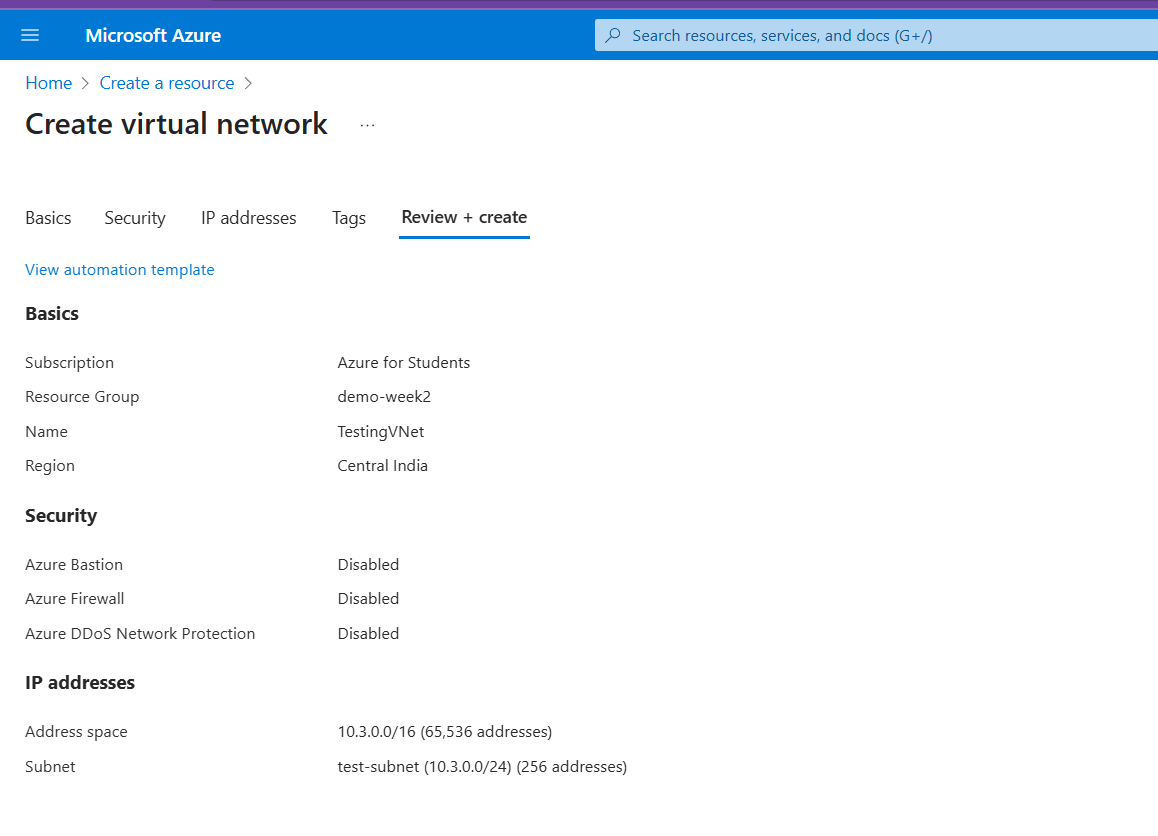 Microsoft Azure
Search resources, services, and docs (G+/)
Home > Create a resource >
Create virtual network ...
Basics Security IP addresses Tags Review + create
View automation template
Basics
Subscription Azure for Students
Resource Group demo-week2
Name TestingVNet
Region Central India
Security
Azure Bastion Disabled
Azure Firewall Disabled
Azure DDoS Network Protection Disabled
IP addresses
Address space 10.3.0.0/16 (65,536 addresses)
Subnet test-subnet (10.3.0.0/24) (256 addresses)